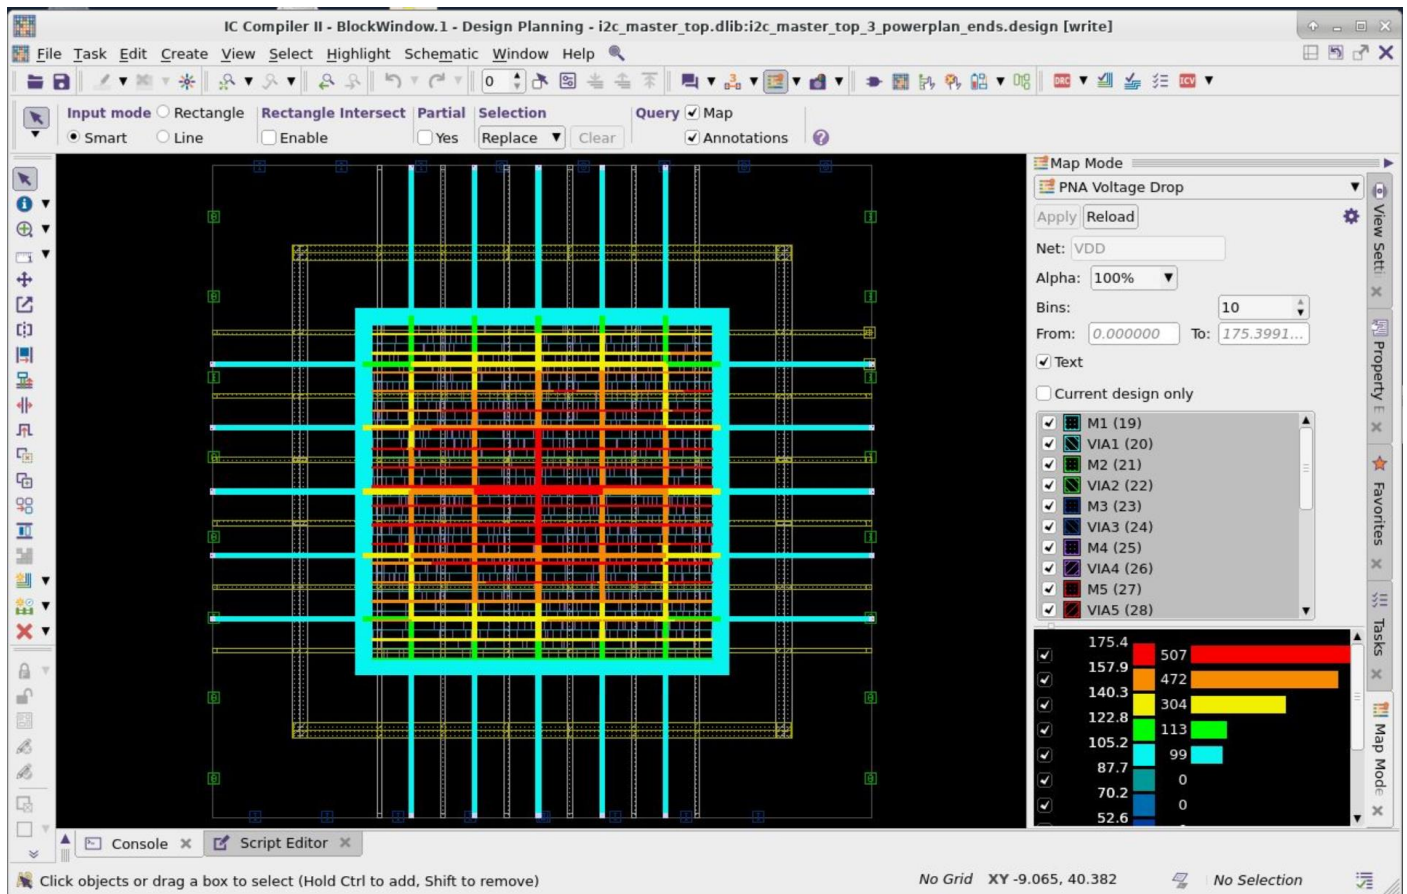 IC Compiler II - BlockWindow.1 - Design Planning - i2c_master_top.dlib:i2c_master_top_3_powerplan_ends.design [write]
File Task Edit Create View Select Highlight Schematic Window Help
0
DRC ICV
Input mode Rectangle Rectangle Intersect Partial Selection Query Map
Smart Line Enable Yes Replace Clear Annotations
Map Mode
PNA Voltage Drop
Apply Reload
Net: VDD
Alpha: 100%
Bins: 10
From: 0.000000 To: 175.3991...
Text
Current design only
M1 (19)
VIA1 (20)
M2 (21)
VIA2 (22)
M3 (23)
VIA3 (24)
M4 (25)
VIA4 (26)
M5 (27)
VIA5 (28)
175.4
507
157.9
472
140.3
304
122.8
113
105.2
99
87.7
0
70.2
0
52.6
View Setti
Property E
Favorites
Tasks
Map Mode
Console Script Editor
Click objects or drag a box to select (Hold Ctrl to add, Shift to remove)
No Grid XY -9.065, 40.382 No Selection